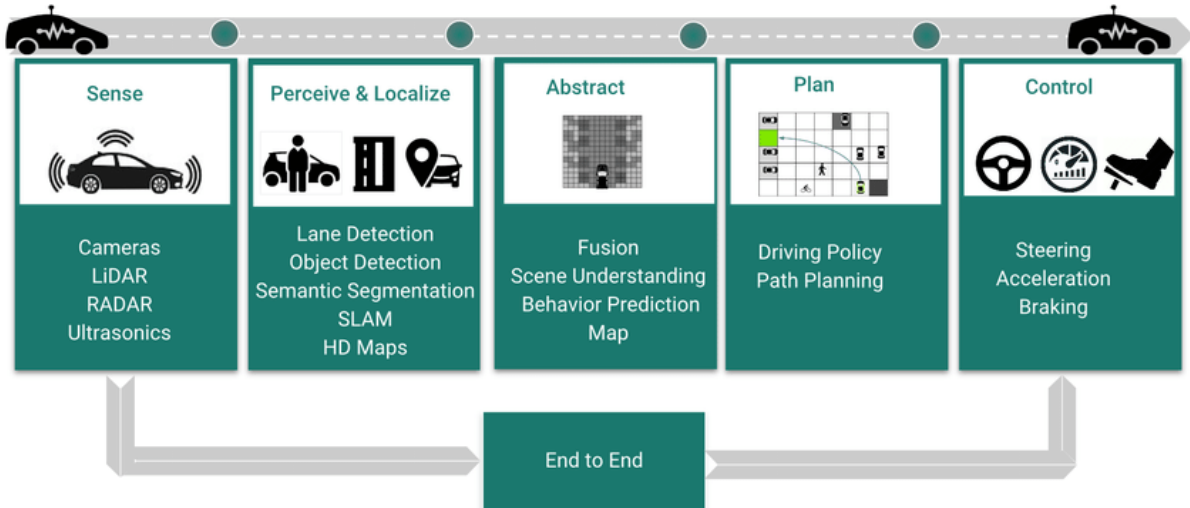 Sense
Cameras
LiDAR
RADAR
Ultrasonics
Perceive & Localize
Lane Detection
Object Detection
Semantic Segmentation
SLAM
HD Maps
Abstract
Fusion
Scene Understanding
Behavior Prediction
Map
Plan
Driving Policy
Path Planning
Control
Steering
Acceleration
Braking
End to End